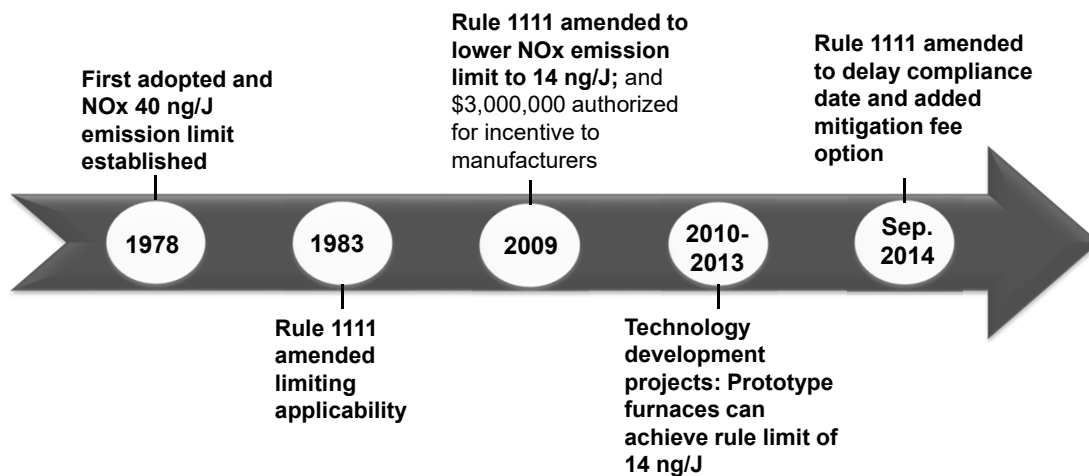 First adopted and
NOx 40 ng/J
emission limit
established
1978
Rule 1111
amended
limiting
applicability
1983
Rule 1111 amended to
lower NOx emission
limit to 14 ng/J; and
$3,000,000 authorized
for incentive to
manufacturers
2009
Technology
development
projects: Prototype
furnaces can
achieve rule limit of
14 ng/J
2010-
2013
Rule 1111 amended
to delay compliance
date and added
mitigation fee
option
Sep.
2014